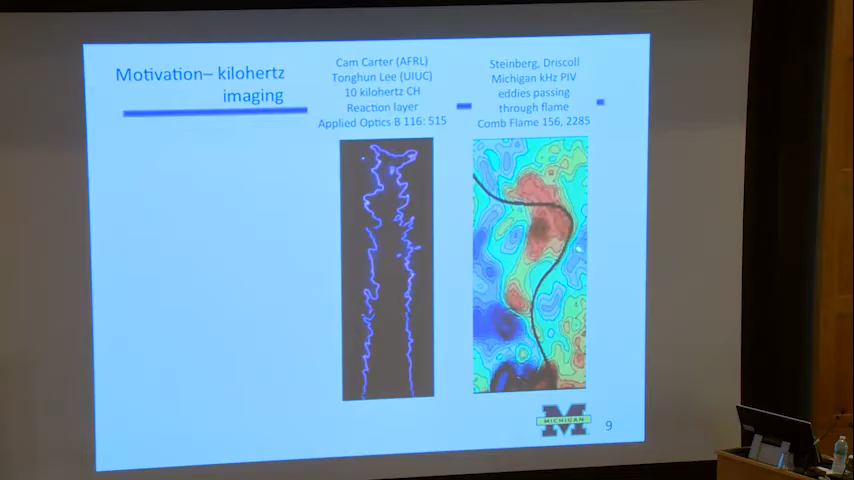 Motivation– kilohertz
imaging
Cam Carter (AFRL)
Tonghun Lee (UIUC)
10 kilohertz CH
Reaction layer
Applied Optics B 116: 515
Steinberg, Driscoll
Michigan kHz PIV
eddies passing
through flame
Comb Flame 156, 2285
MICHIGAN
9